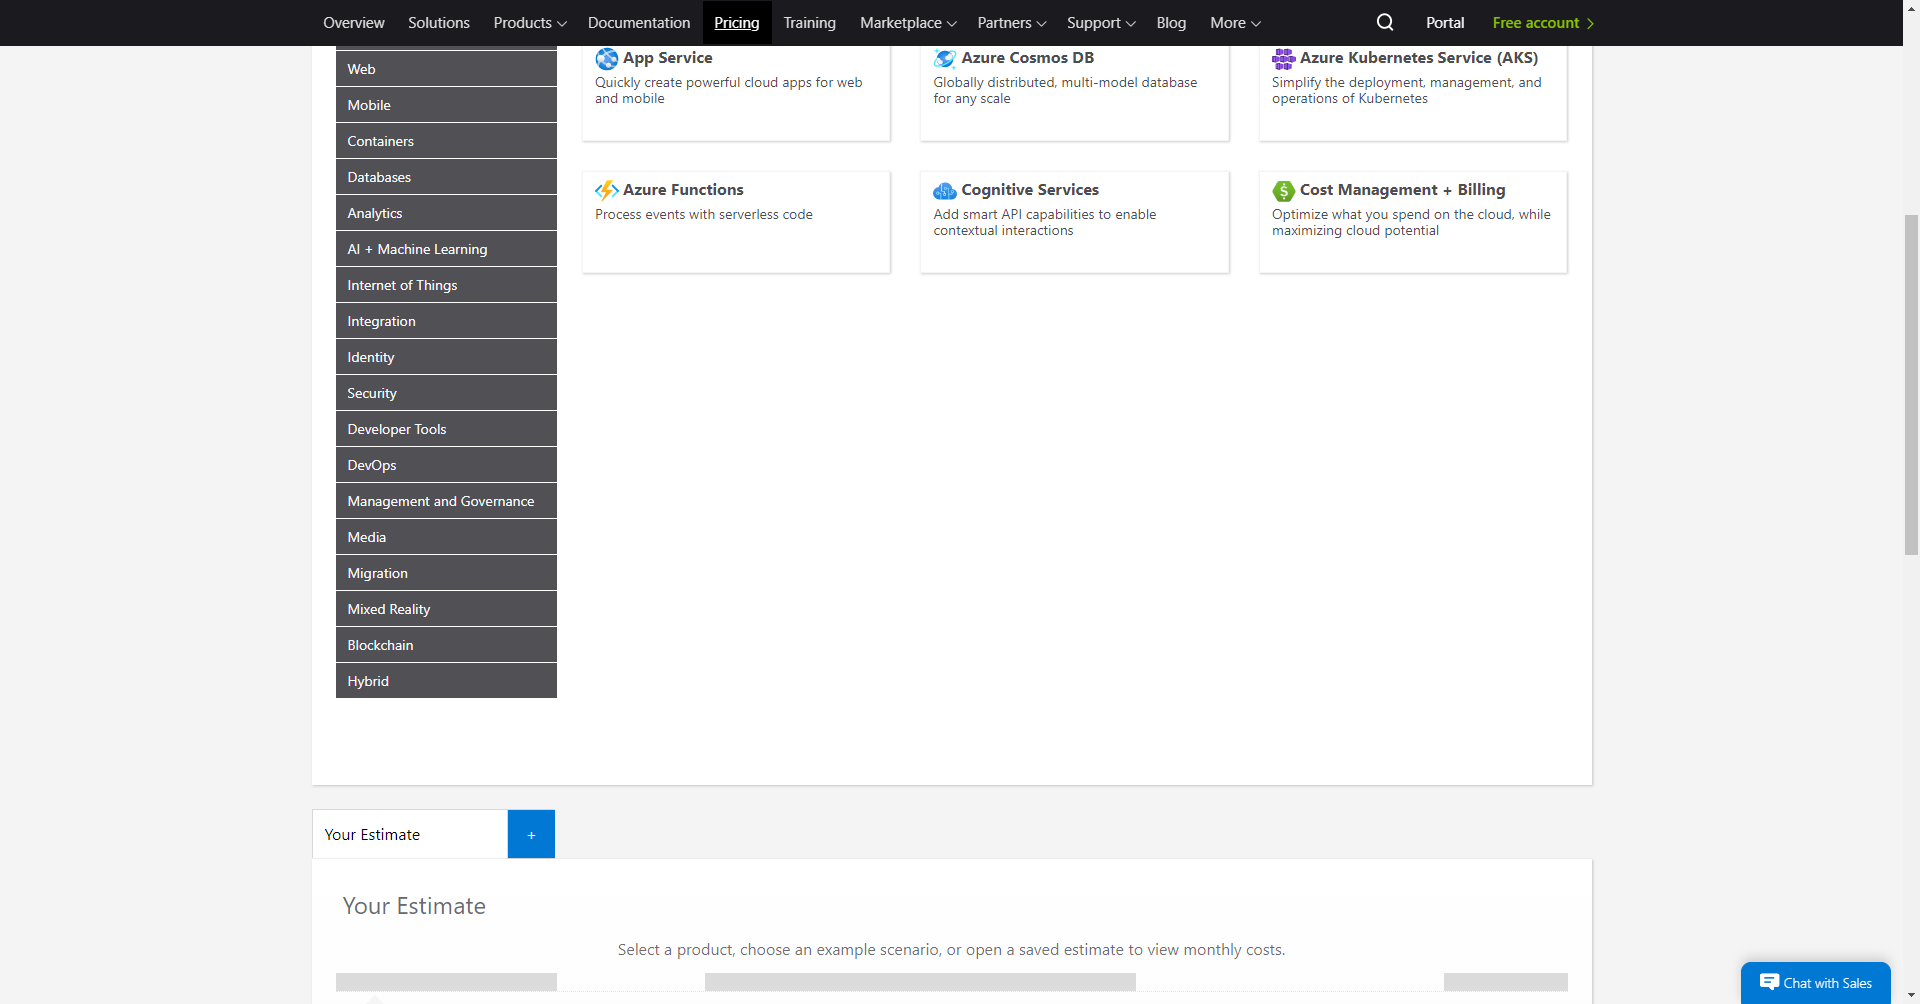 Overview Solutions Products Documentation Pricing Training Marketplace Partners Support Blog More Portal Free account
Web
Mobile
Containers
Databases
Analytics
AI + Machine Learning
Internet of Things
Integration
Identity
Security
Developer Tools
DevOps
Management and Governance
Media
Migration
Mixed Reality
Blockchain
Hybrid
App Service
Quickly create powerful cloud apps for web
and mobile
Azure Cosmos DB
Globally distributed, multi-model database
for any scale
Azure Kubernetes Service (AKS)
Simplify the deployment, management, and
operations of Kubernetes
Azure Functions
Process events with serverless code
Cognitive Services
Add smart API capabilities to enable
contextual interactions
Cost Management + Billing
Optimize what you spend on the cloud, while
maximizing cloud potential
Your Estimate +
Your Estimate
Select a product, choose an example scenario, or open a saved estimate to view monthly costs.
Chat with Sales